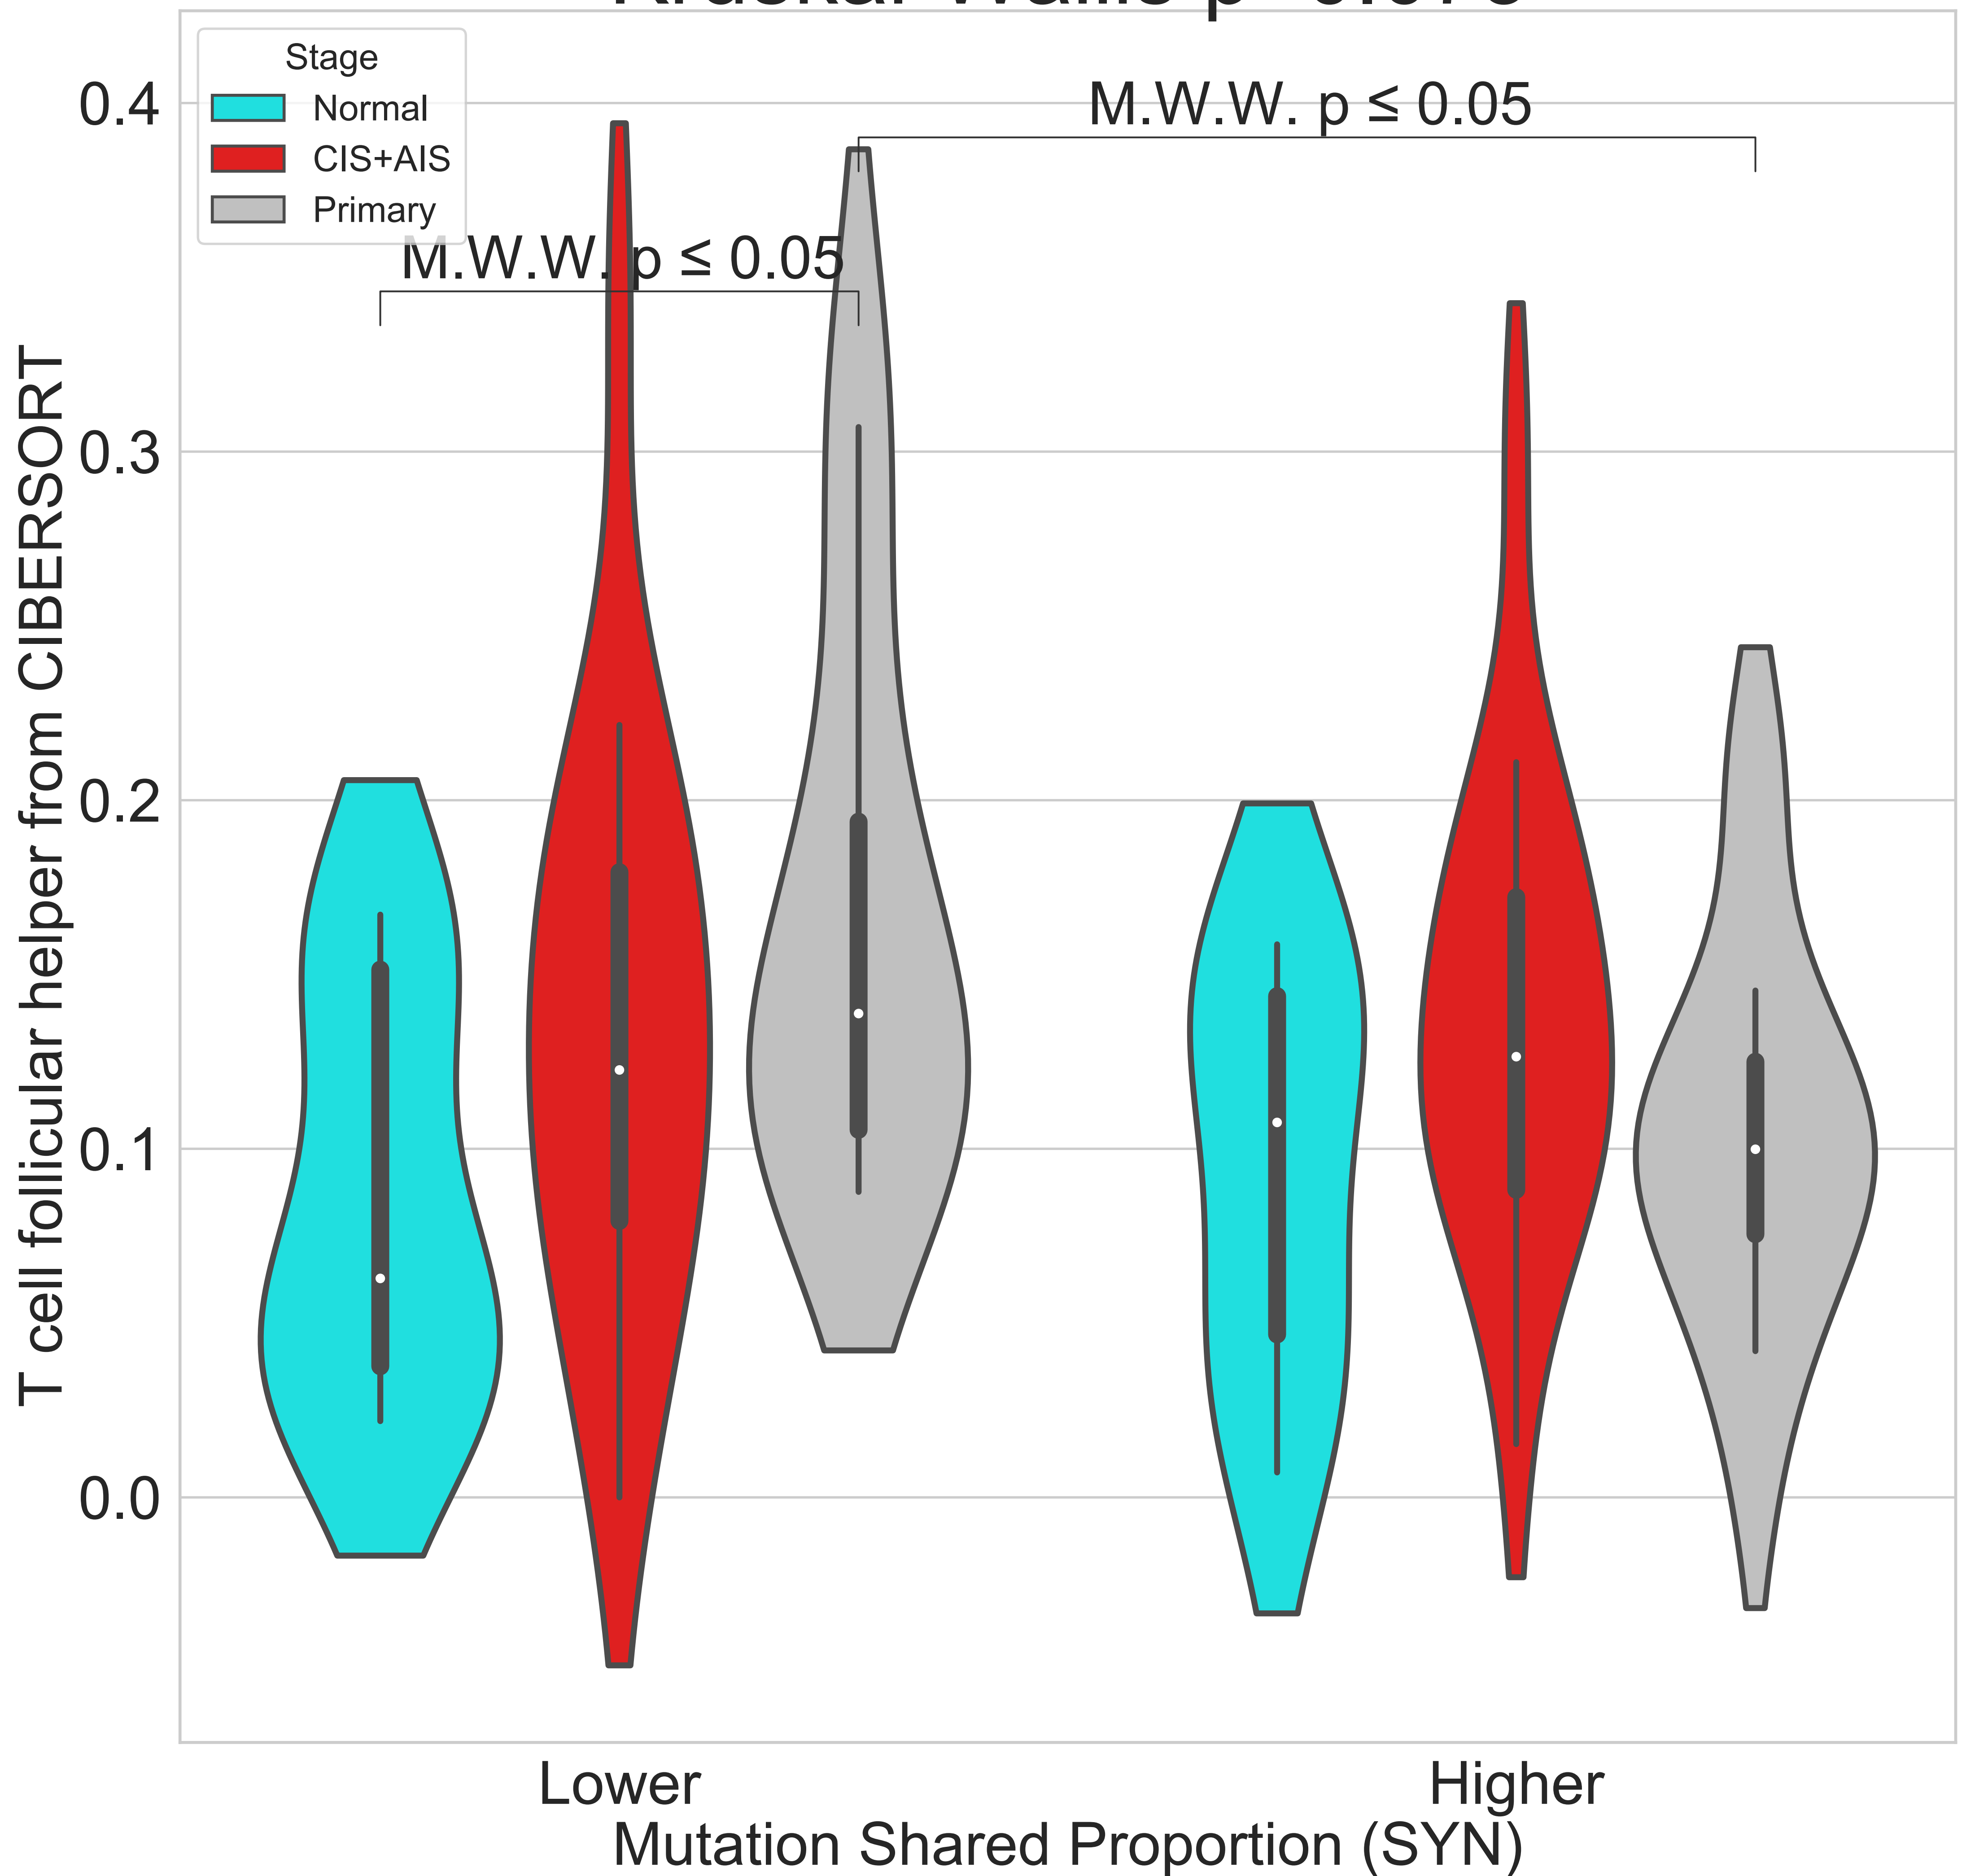 Stage
Normal
CIS+AIS
Primary
M.W.W. p ≤ 0.05
M.W.W. p ≤ 0.05
T cell follicular helper from CIBERSORT
0.4
0.3
0.2
0.1
0.0
Lower
Higher
Mutation Shared Proportion (SYN)